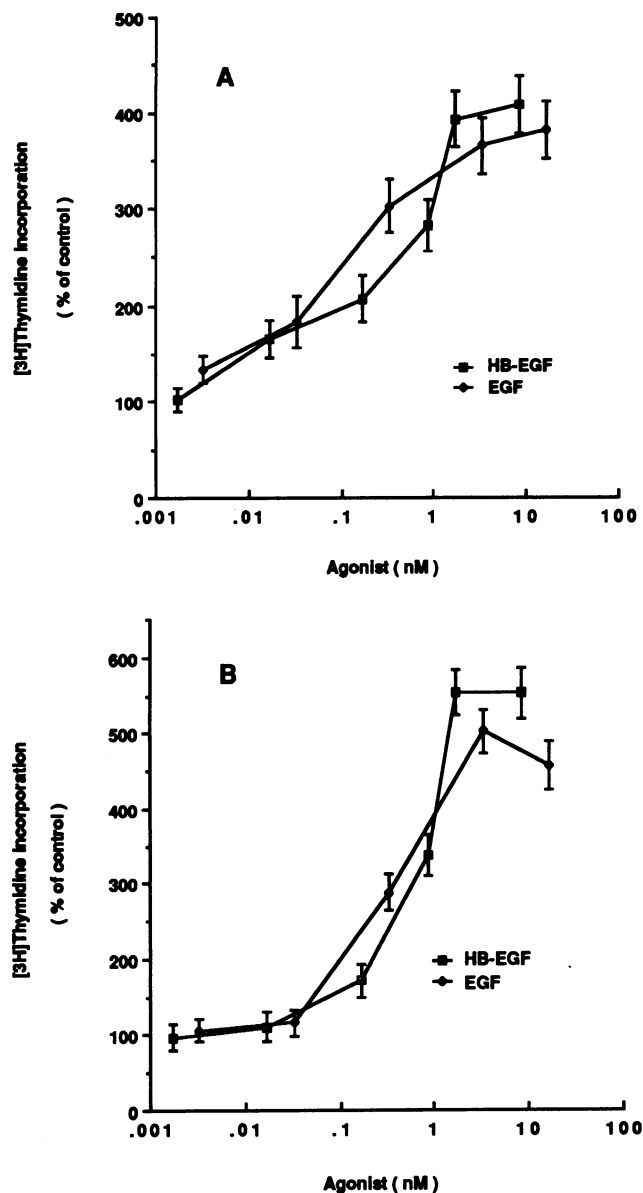 500
400
300
200
100
0
[3H]Thymidine incorporation
( % of control )
A
HB-EGF
EGF
.001 .01 .1 1 10 100
Agonist ( nM )
600
500
400
300
200
100
0
[3H]Thymidine incorporation
( % of control )
B
HB-EGF
EGF
.001 .01 .1 1 10 100
Agonist ( nM )